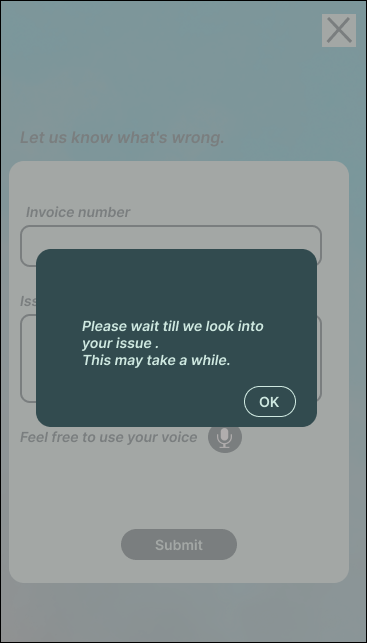 Let us know what's wrong.
Invoice number
Iss
Please wait till we look into
your issue .
This may take a while.
OK
Feel free to use your voice
Submit